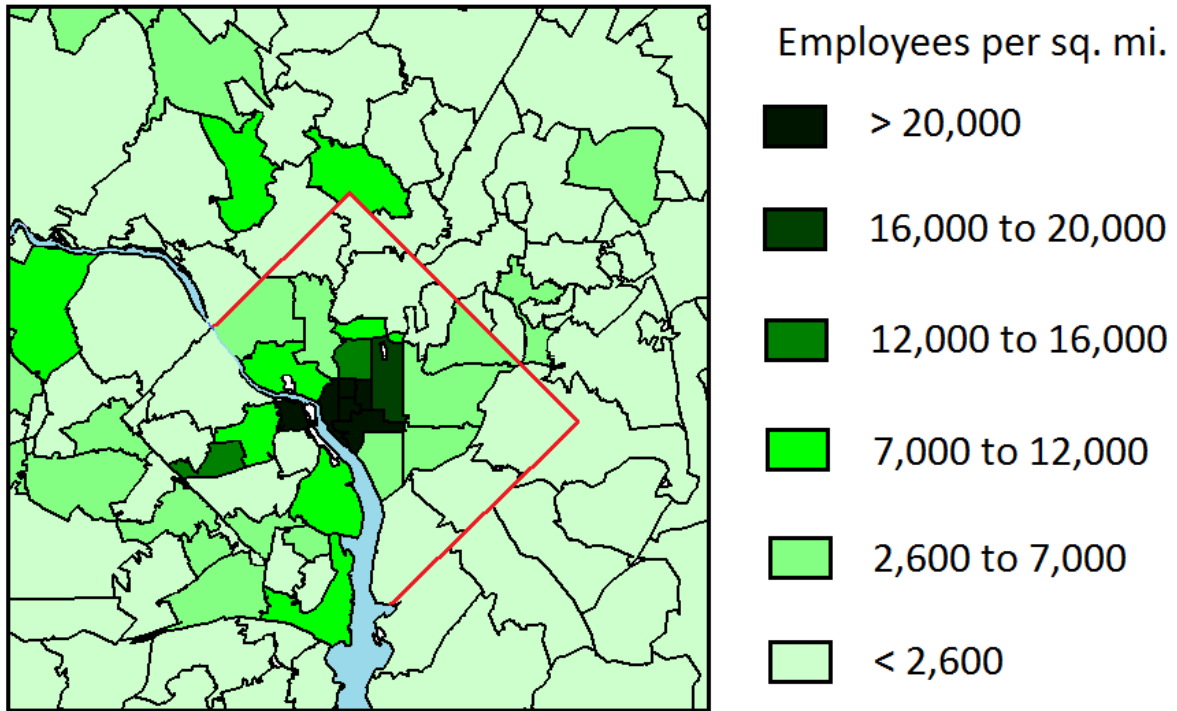 Employees per sq. mi.
> 20,000
16,000 to 20,000
12,000 to 16,000
7,000 to 12,000
2,600 to 7,000
< 2,600